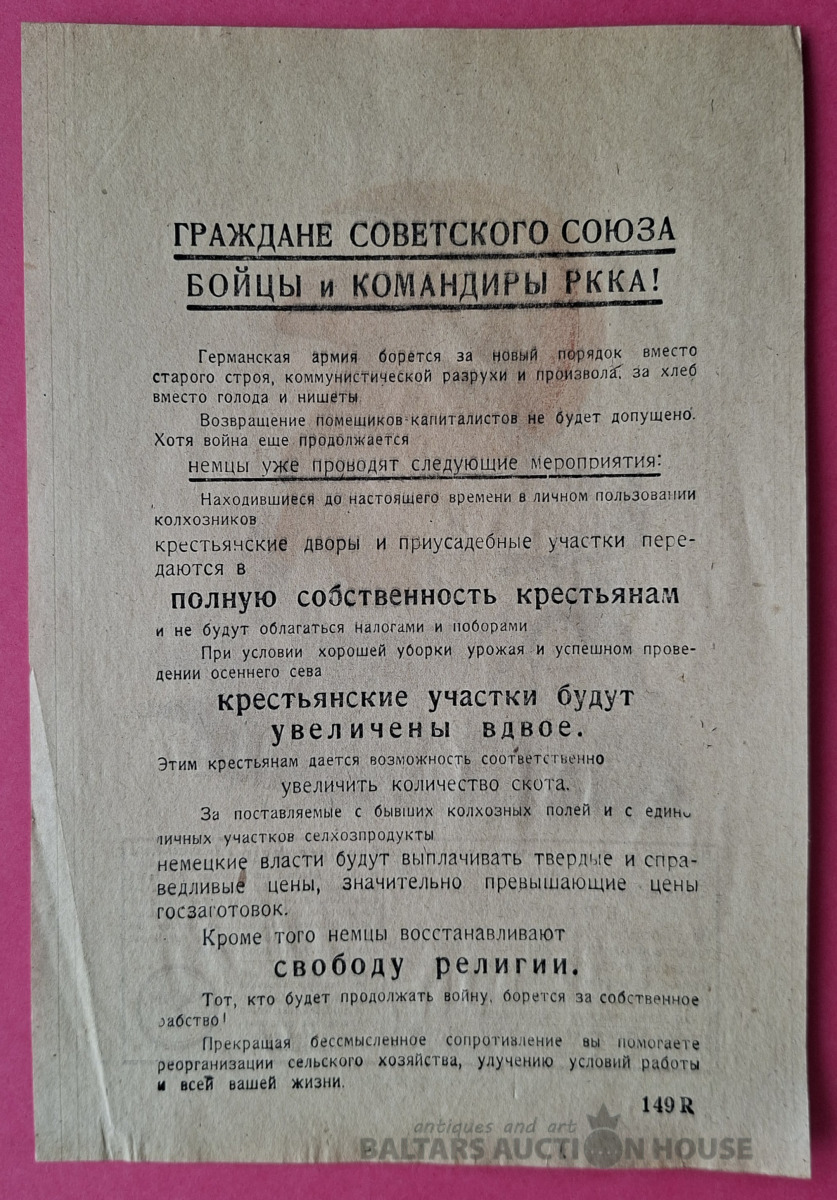 ГРАЖДАНЕ СОВЕТСКОГО СОЮЗА
БОЙЦЫ и КОМАНДИРЫ РККА!
Германская армия борется за новый порядок вместо
старого строя, коммунистической разрухи и произвола, за хлеб
вместо голода и нищеты
Возвращение помещиков-капиталистов не будет допущено.
Хотя война еще продолжается
немцы уже проводят следующие мероприятия:
Находившиеся до настоящего времени в личном пользовании
колхозников
крестьянские дворы и приусадебные участки пере-
даются в
полную собственность крестьянам
и не будут облагаться налогами и поборами
При условии хорошей уборки урожая и успешном прове-
дении осеннего сева
крестьянские участки будут
увеличены вдвое.
Этим крестьянам дается возможность соответственно
увеличить количество скота.
За поставляемые с бывших колхозных полей и с едино
личных участков селхозпродукты
немецкие власти будут выплачивать твердые и спра-
ведливые цены, значительно превышающие цены
госзаготовок.
Кроме того немцы восстанавливают
свободу религии.
Тот, кто будет продолжать войну, борется за собственное
рабство!
Прекращая бессмысленное сопротивление вы помогаете
реорганизации сельского хозяйства, улучению условий работы
и всей вашей жизни.
149 R
antiques and art
BALTARS AUCTION HOUSE